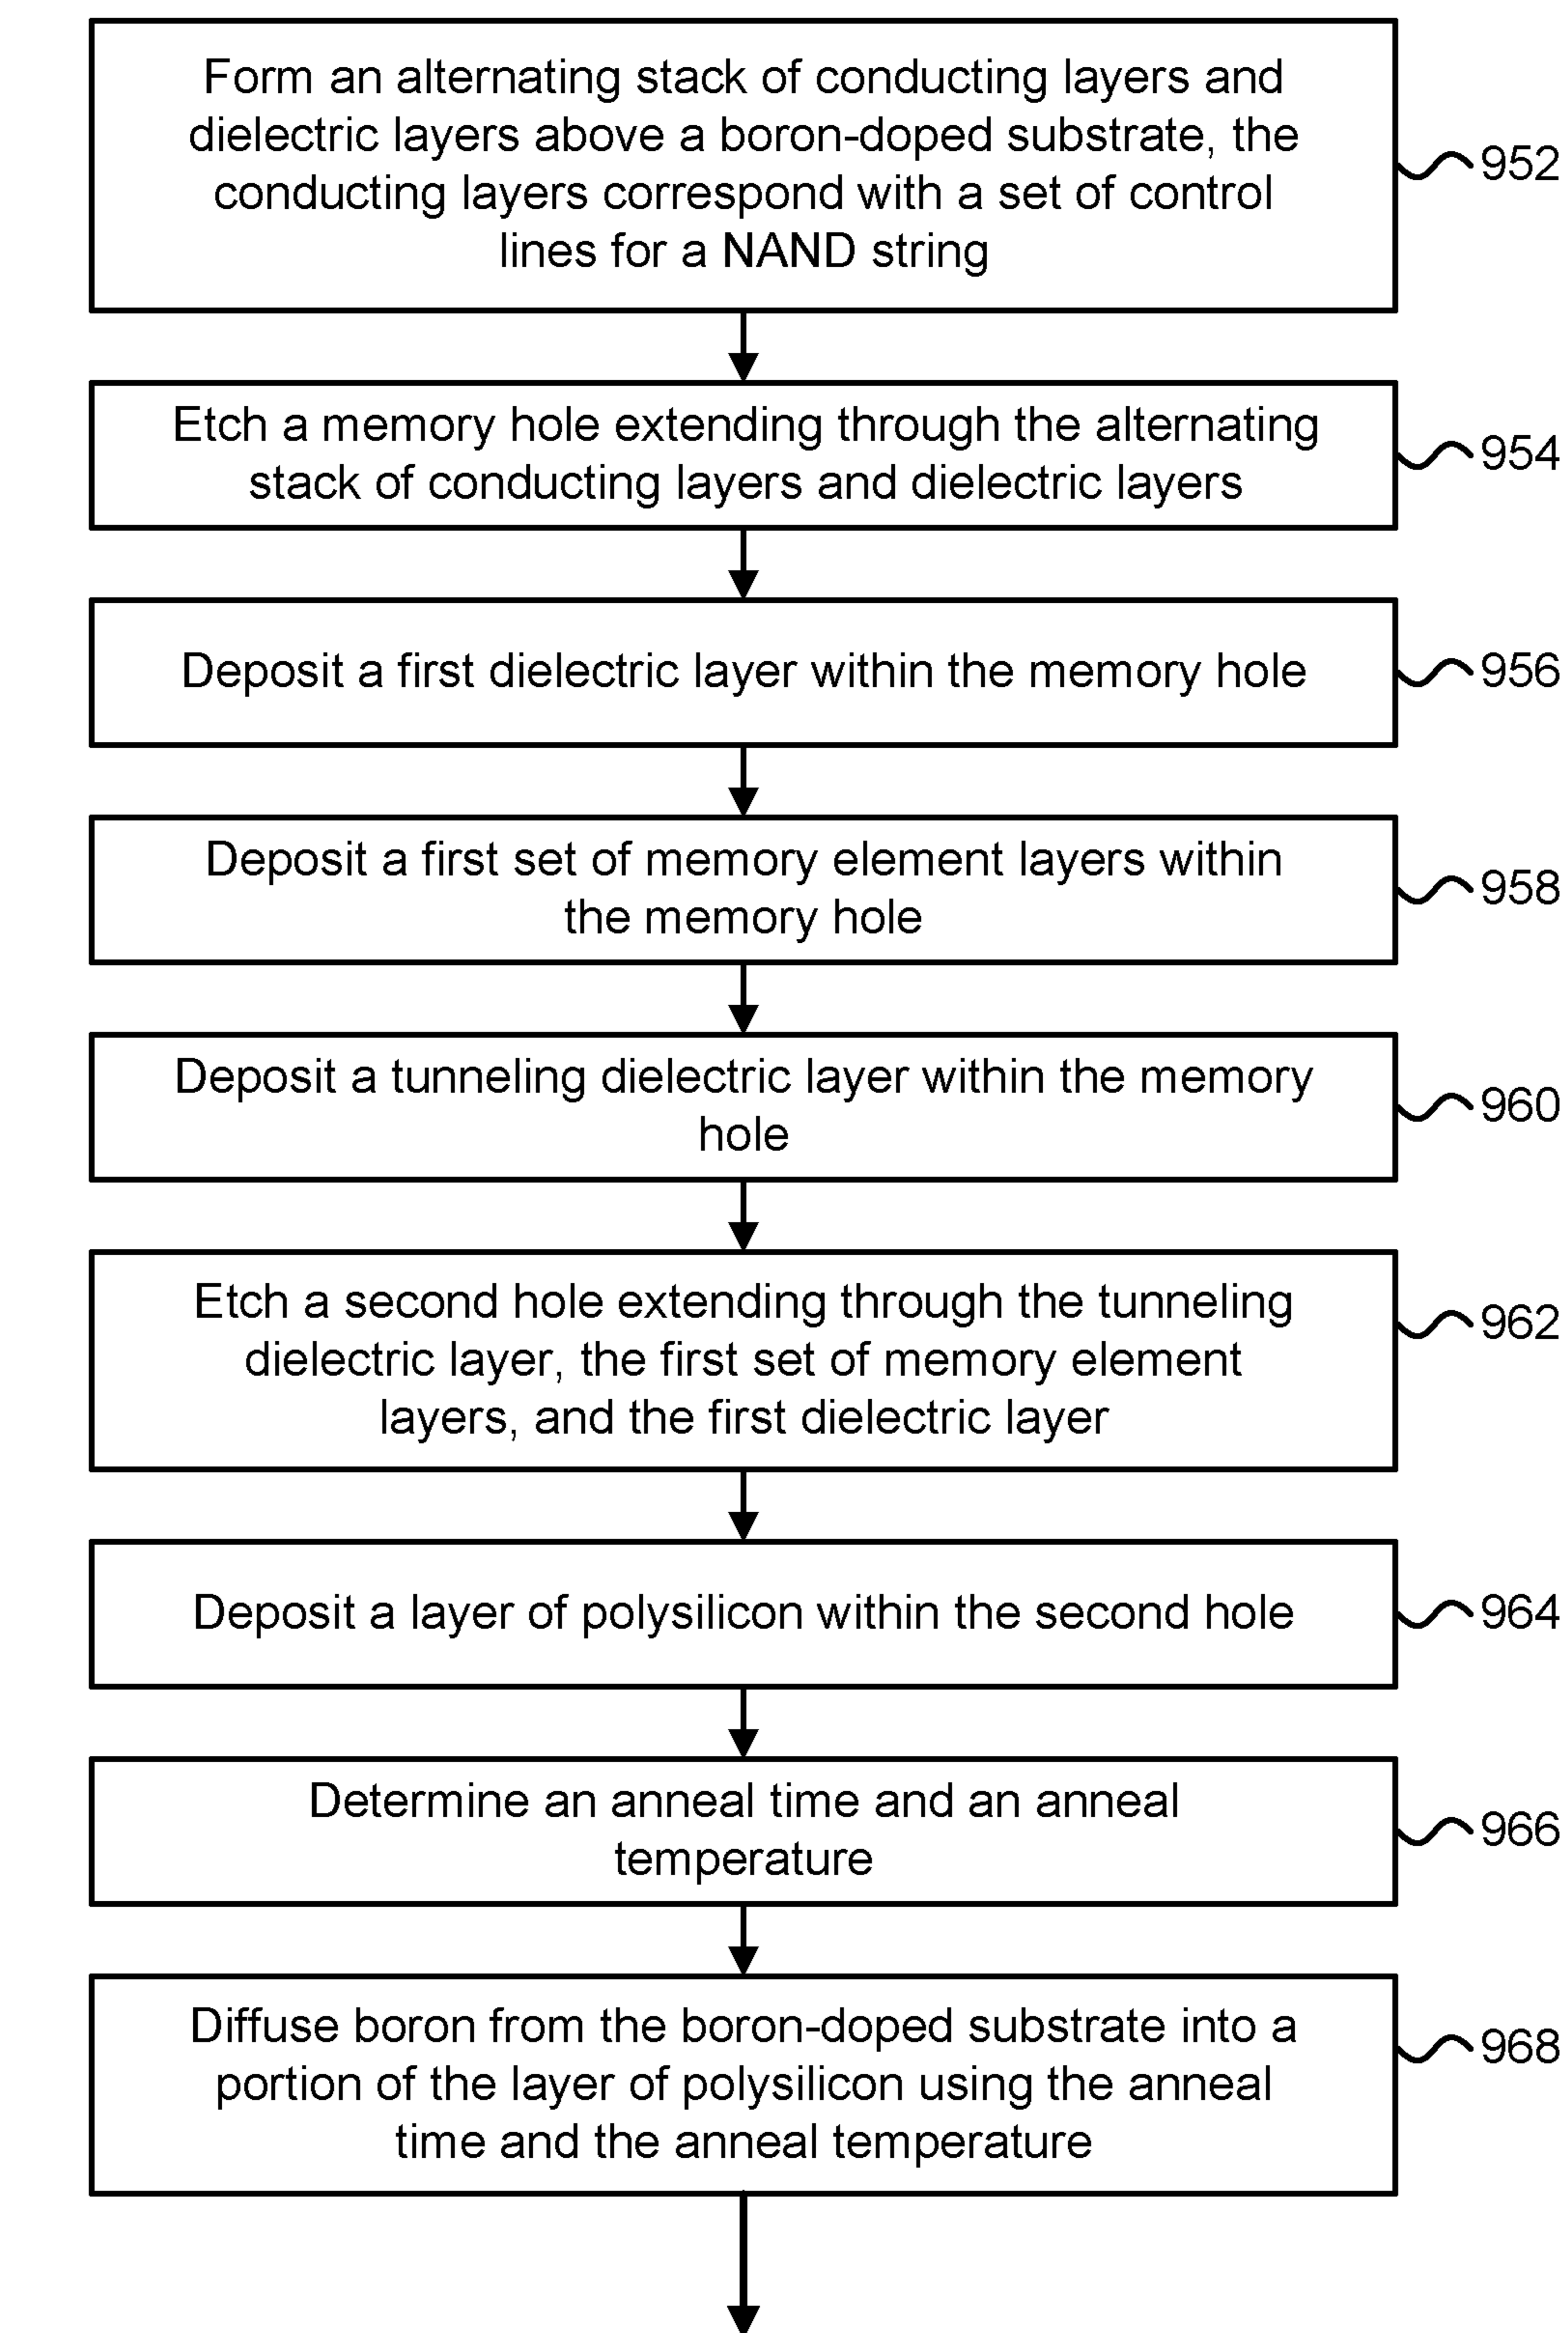 Form an alternating stack of conducting layers and
dielectric layers above a boron-doped substrate, the
conducting layers correspond with a set of control
lines for a NAND string
952
Etch a memory hole extending through the alternating
stack of conducting layers and dielectric layers
954
Deposit a first dielectric layer within the memory hole
956
Deposit a first set of memory element layers within
the memory hole
958
Deposit a tunneling dielectric layer within the memory
hole
960
Etch a second hole extending through the tunneling
dielectric layer, the first set of memory element
layers, and the first dielectric layer
962
Deposit a layer of polysilicon within the second hole
964
Determine an anneal time and an anneal
temperature
966
Diffuse boron from the boron-doped substrate into a
portion of the layer of polysilicon using the anneal
time and the anneal temperature
968